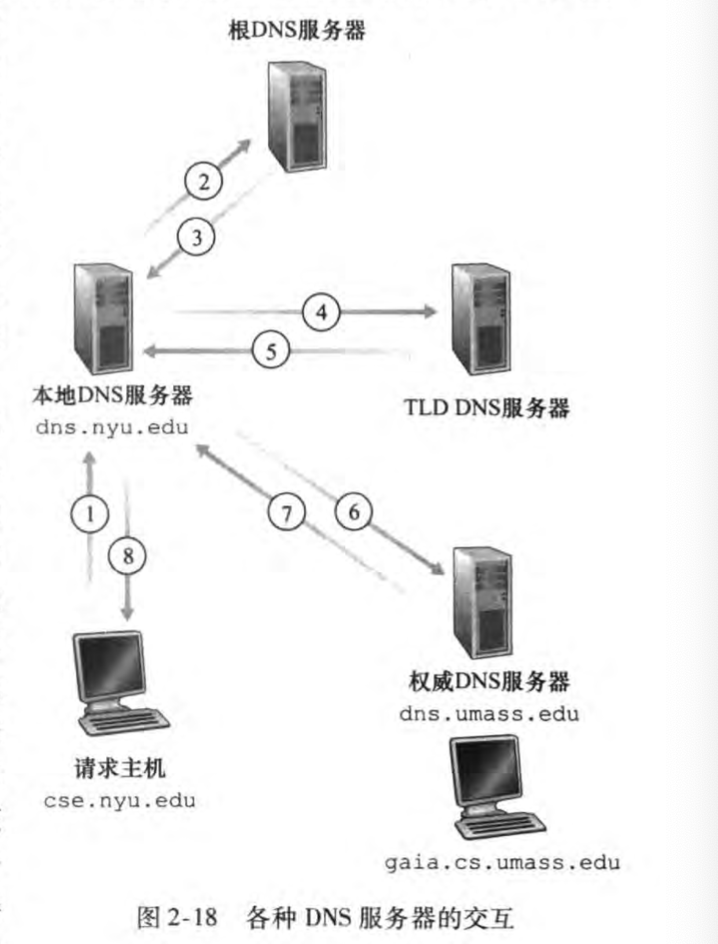 根DNS服务器
2
3
4
5
本地DNS服务器
dns.nyu.edu
TLD DNS服务器
1
8
7
6
权威DNS服务器
dns.umass.edu
请求主机
cse.nyu.edu
gaia.cs.umass.edu
图 2-18 各种 DNS 服务器的交互